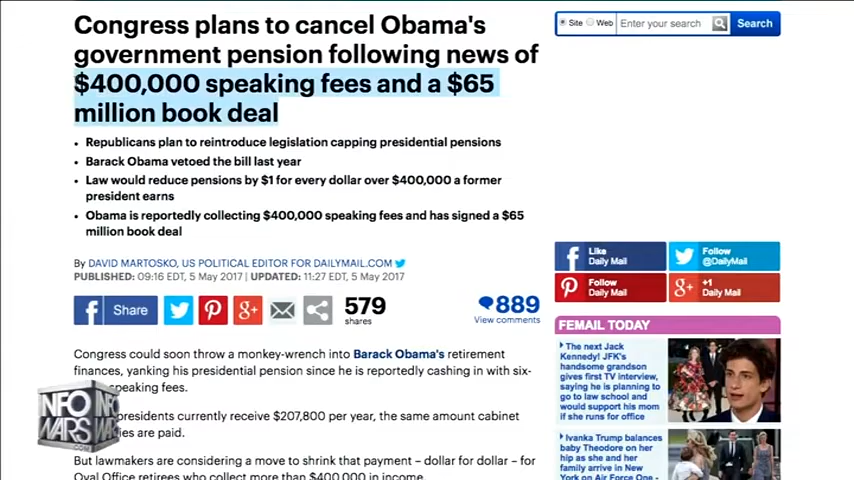 Congress plans to cancel Obama's
government pension following news of
$400,000 speaking fees and a $65
million book deal
Republicans plan to reintroduce legislation capping presidential pensions
Barack Obama vetoed the bill last year
Law would reduce pensions by $1 for every dollar over $400,000 a former
president earns
Obama is reportedly collecting $400,000 speaking fees and has signed a $65
million book deal
By DAVID MARTOSKO, US POLITICAL EDITOR FOR DAILYMAIL.COM
PUBLISHED: 09:16 EDT, 5 May 2017 | UPDATED: 11:27 EDT, 5 May 2017
Share
579
shares
889
View comments
Congress could soon throw a monkey-wrench into Barack Obama's retirement
finances, yanking his presidential pension since he is reportedly cashing in with six-
speaking fees.
presidents currently receive $207,800 per year, the same amount cabinet
are paid.
But lawmakers are considering a move to shrink that payment – dollar for dollar – for
Oval Office retirees who collect more than $400,000 in income.
INFO
WARS
.COM
Site Web Enter your search Search
Like
Daily Mail
Follow
@DailyMail
Follow
Daily Mail
+1
Daily Mail
FEMAIL TODAY
The next Jack
Kennedy! JFK's
handsome grandson
gives first TV interview,
saying he is planning to
go to law school and
would support his mom
if she runs for office
Ivanka Trump balances
baby Theodore on her
hip as she and her
family arrive in New
York on Air Force One -